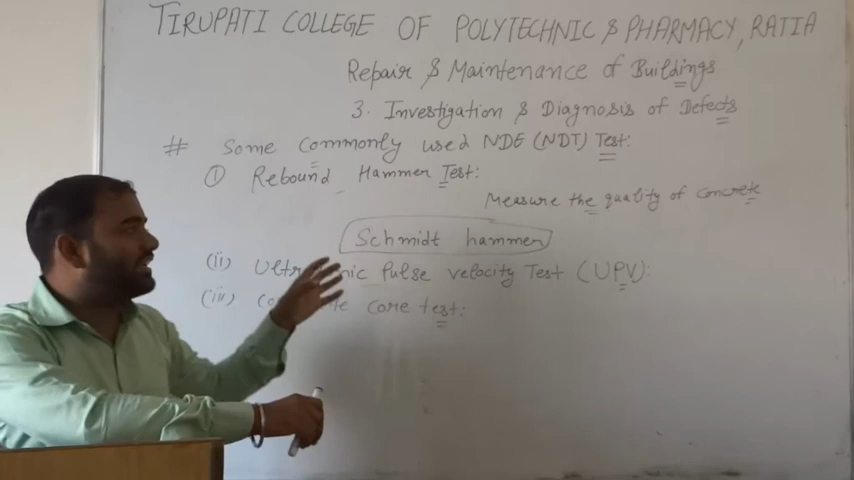 TIRUPATI COLLEGE OF POLYTECHNIC & PHARMACY, RATIA
Repair & Maintenance of Buildings
3. Investigation & Diagnosis of Defects
# Some Commonly used NDE (NDT) Test:
① Rebound Hammer Test:
Measure the quality of concrete
Schmidt hammer
(ii) Pulse velocity Test (UPV):
(iii) core test: